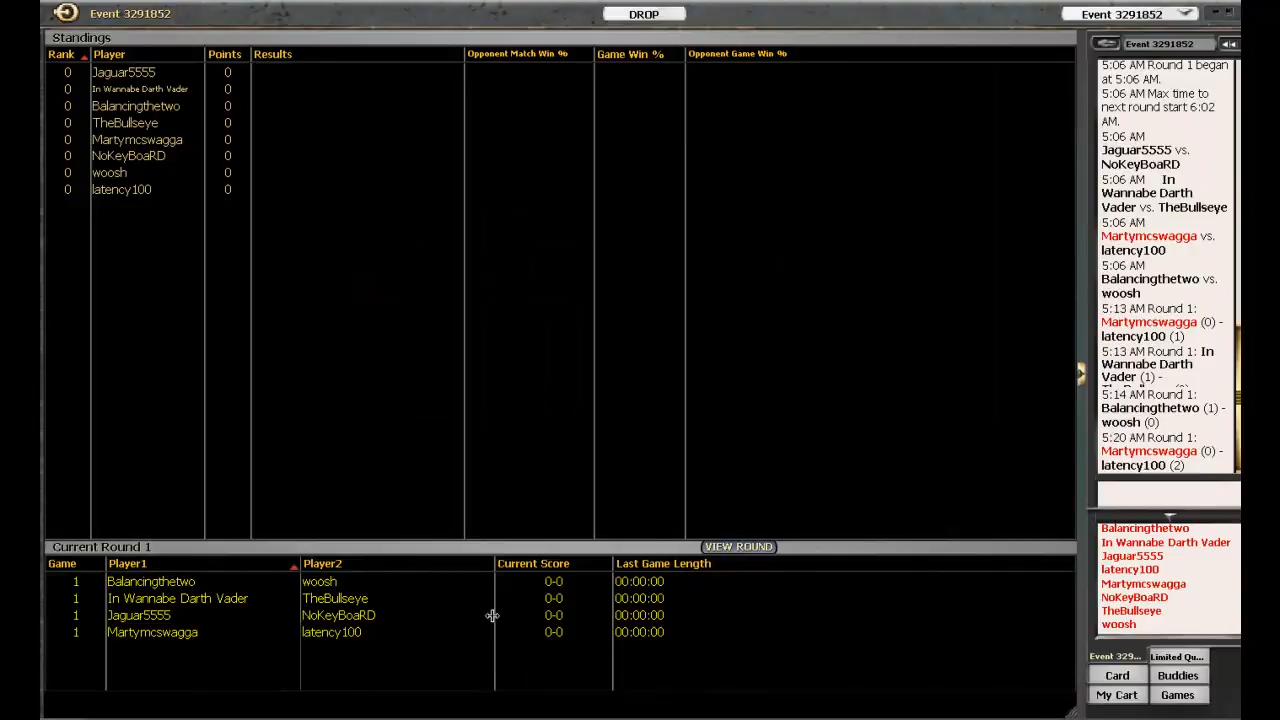 Event 3291852
DROP
Event 3291852
Standings
Rank Player Points Results Opponent Match Win % Game Win % Opponent Game Win %
0 Jaguar5555 0
0 In Wannabe Darth Vader 0
0 Balancingthetwo 0
0 TheBullseye 0
0 Martymcswagga 0
0 NoKeyBoaRD 0
0 woosh 0
0 latency100 0
Current Round 1
VIEW ROUND
Game Player1 Player2 Current Score Last Game Length
1 Balancingthetwo woosh 0-0 00:00:00
1 In Wannabe Darth Vader TheBullseye 0-0 00:00:00
1 Jaguar5555 NoKeyBoaRD 0-0 00:00:00
1 Martymcswagga latency100 0-0 00:00:00
Event 3291852
5:06 AM Round 1 began
at 5:06 AM.
5:06 AM Max time to
next round start 6:02
AM.
5:06 AM
Jaguar5555 vs.
NoKeyBoaRD
5:06 AM In
Wannabe Darth
Vader vs. TheBullseye
5:06 AM
Martymcswagga vs.
latency100
5:06 AM
Balancingthetwo vs.
woosh
5:13 AM Round 1:
Martymcswagga (0) -
latency100 (1)
5:13 AM Round 1: In
Wannabe Darth
Vader (1) -
5:14 AM Round 1:
Balancingthetwo (1) -
woosh (0)
5:20 AM Round 1:
Martymcswagga (0) -
latency100 (2)
Balancingthetwo
In Wannabe Darth Vader
Jaguar5555
latency100
Martymcswagga
NoKeyBoaRD
TheBullseye
woosh
Event 329...
Limited Qu...
Card
Buddies
My Cart
Games